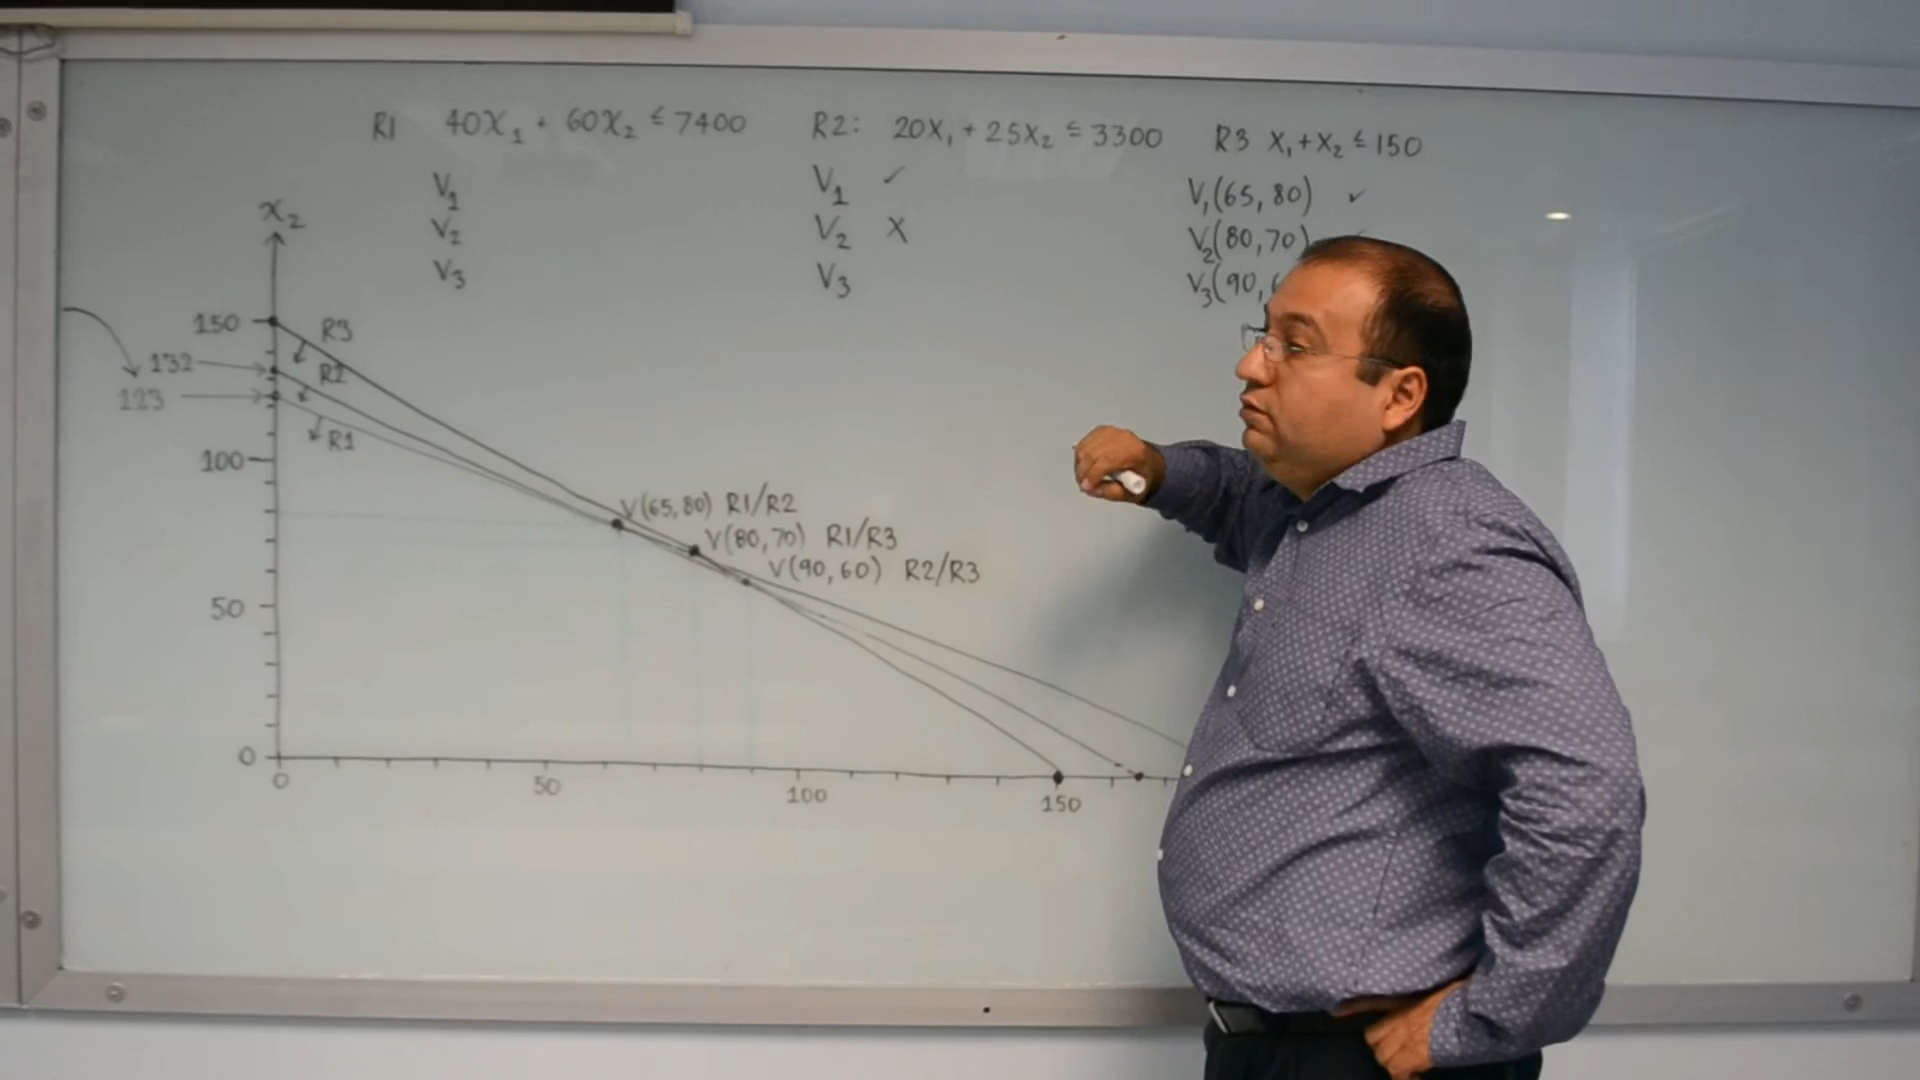 R1 40X₁ + 60X₂ ≤ 7400 R2: 20X₁ + 25X₂ ≤ 3300 R3 X₁+X₂ ≤ 150
V₁ V₁ ✓ V₁(65,80) ✓
V₂ V₂ X V₂(80,70)
V₃ V₃ V₃(90,
X₂
150 R3
132 R2
123 R1
100
V(65,80) R1/R2
V(80,70) R1/R3
V(90,60) R2/R3
50
0
0 50 100 150